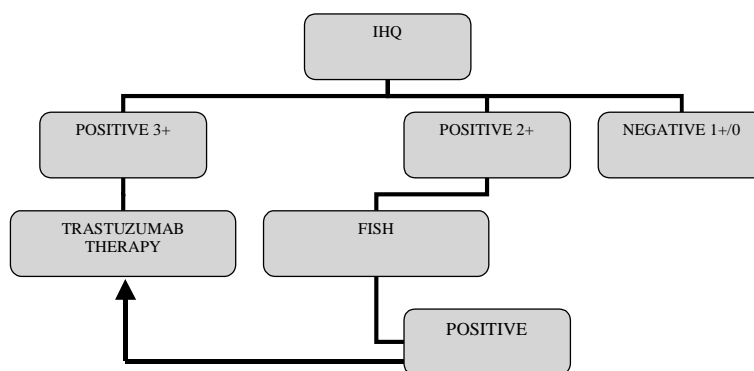 IHQ
POSITIVE 3+
POSITIVE 2+
NEGATIVE 1+/0
TRASTUZUMAB
THERAPY
FISH
POSITIVE